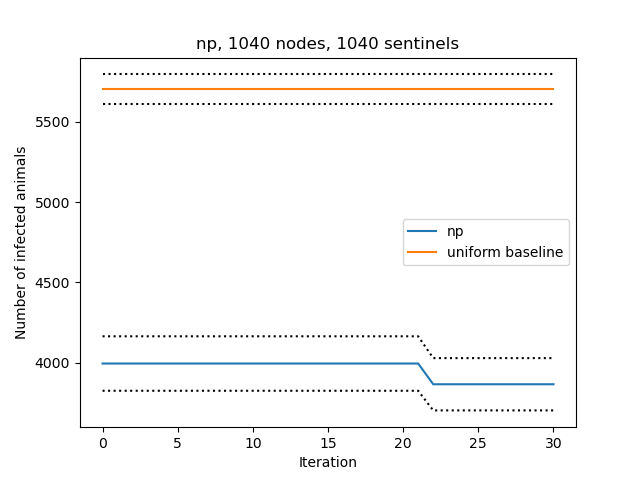 np, 1040 nodes, 1040 sentinels
Number of infected animals
5500
5000
4500
4000
np
uniform baseline
0 5 10 15 20 25 30
Iteration